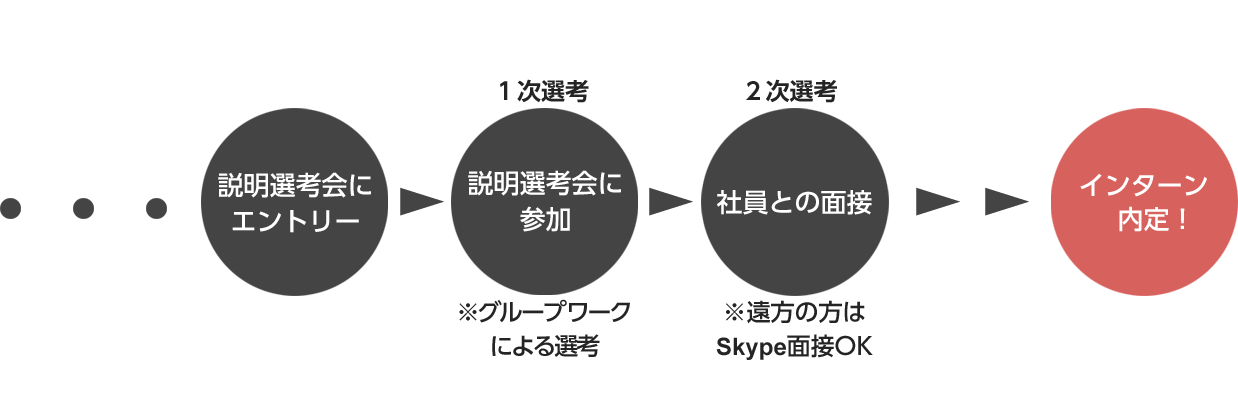 説明選考会に
エントリー
1次選考
説明選考会に
参加
※グループワーク
による選考
2次選考
社員との面接
※遠方の方は
Skype面接OK
インターン
内定！